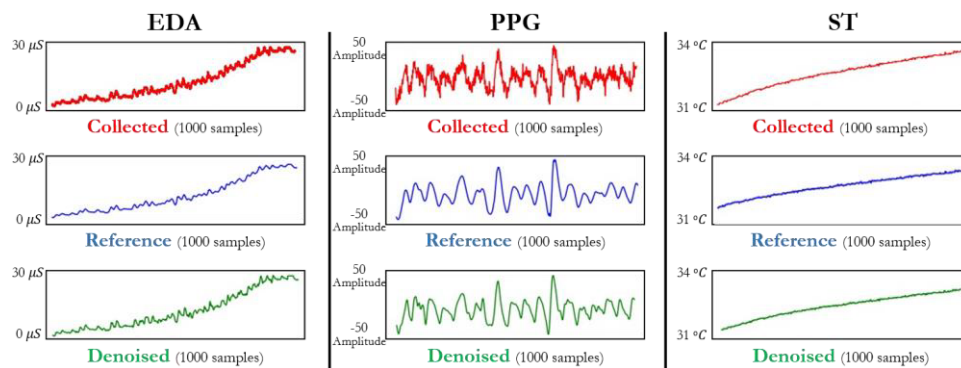 EDA
30 μS
0 μS
Collected (1000 samples)
30 μS
0 μS
Reference (1000 samples)
30 μS
0 μS
Denoised (1000 samples)
PPG
50
Amplitude
-50
Amplitude
Collected (1000 samples)
50
Amplitude
-50
Amplitude
Reference (1000 samples)
50
Amplitude
-50
Amplitude
Denoised (1000 samples)
ST
34 °C
31 °C
Collected (1000 samples)
34 °C
31 °C
Reference (1000 samples)
34 °C
31 °C
Denoised (1000 samples)